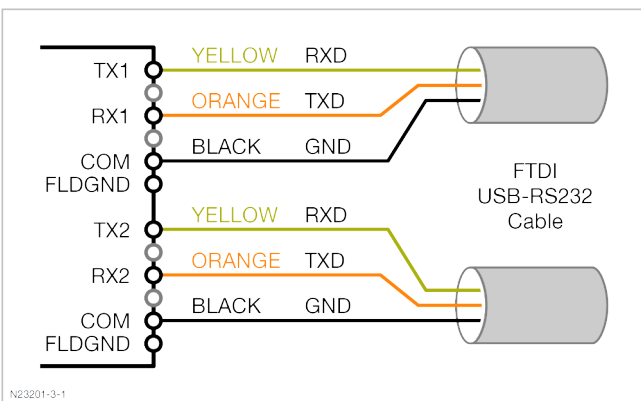 YELLOW RXD
TX1
ORANGE TXD
RX1
BLACK GND
COM
FLDGND
FTDI
USB-RS232
Cable
YELLOW RXD
TX2
ORANGE TXD
RX2
BLACK GND
COM
FLDGND
N23201-3-1